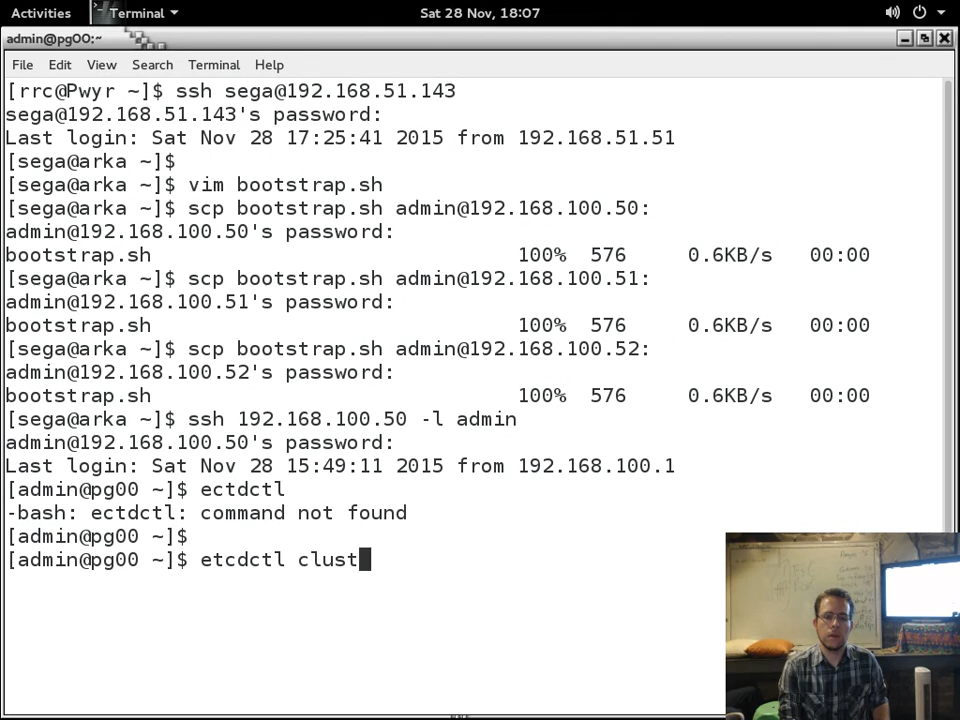 Activities Terminal Sat 28 Nov, 18:07
admin@pg00:~
File Edit View Search Terminal Help
[rrc@Pwyr ~]$ ssh sega@192.168.51.143
sega@192.168.51.143's password:
Last login: Sat Nov 28 17:25:41 2015 from 192.168.51.51
[sega@arka ~]$
[sega@arka ~]$ vim bootstrap.sh
[sega@arka ~]$ scp bootstrap.sh admin@192.168.100.50:
admin@192.168.100.50's password:
bootstrap.sh 100% 576 0.6KB/s 00:00
[sega@arka ~]$ scp bootstrap.sh admin@192.168.100.51:
admin@192.168.100.51's password:
bootstrap.sh 100% 576 0.6KB/s 00:00
[sega@arka ~]$ scp bootstrap.sh admin@192.168.100.52:
admin@192.168.100.52's password:
bootstrap.sh 100% 576 0.6KB/s 00:00
[sega@arka ~]$ ssh 192.168.100.50 -l admin
admin@192.168.100.50's password:
Last login: Sat Nov 28 15:49:11 2015 from 192.168.100.1
[admin@pg00 ~]$ ectdctl
-bash: ectdctl: command not found
[admin@pg00 ~]$
[admin@pg00 ~]$ etcdctl clust